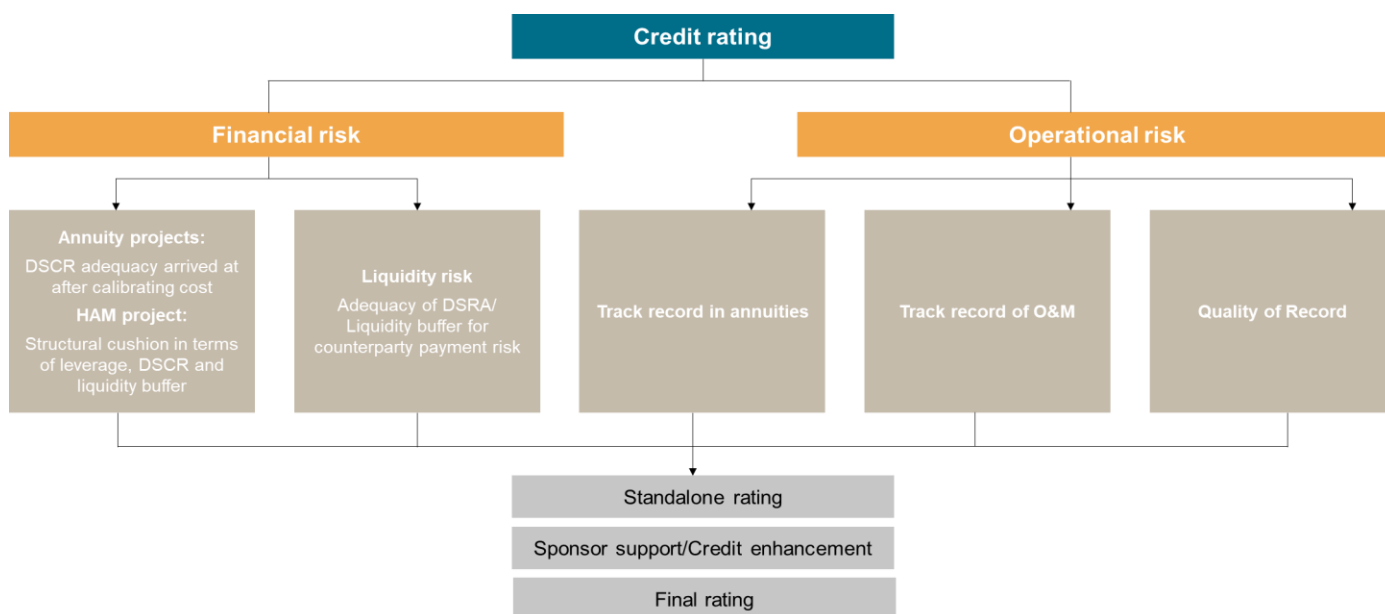 Credit rating
Financial risk
Operational risk
Annuity projects:
DSCR adequacy arrived at
after calibrating cost
HAM project:
Structural cushion in terms
of leverage, DSCR and
liquidity buffer
Liquidity risk
Adequacy of DSRA/
Liquidity buffer for
counterparty payment risk
Track record in annuities
Track record of O&M
Quality of Record
Standalone rating
Sponsor support/Credit enhancement
Final rating